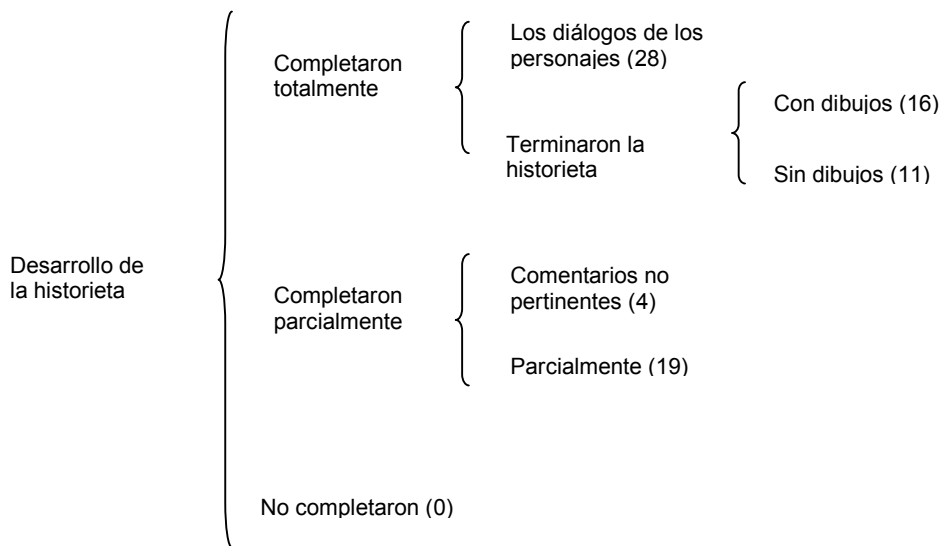 Desarrollo de
la historieta
Completaron
totalmente
Los diálogos de los
personajes (28)
Terminaron la
historieta
Con dibujos (16)
Sin dibujos (11)
Completaron
parcialmente
Comentarios no
pertinentes (4)
Parcialmente (19)
No completaron (0)